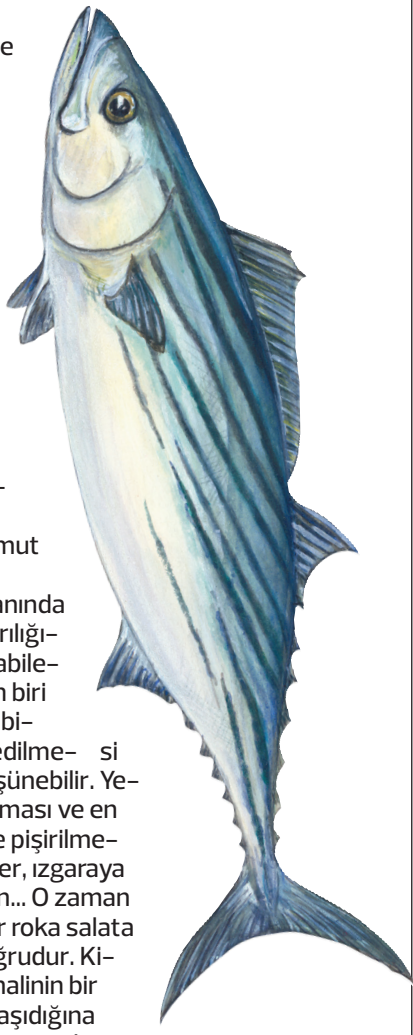 e
-
mut
anında
rılığı-
abile-
n biri
bi-
edilme- si
şünebilir. Ye-
ması ve en
e pişirilme-
er, ızgaraya
n... O zaman
r roka salata
ğrudur. Ki-
nalinin bir
aşıdığına